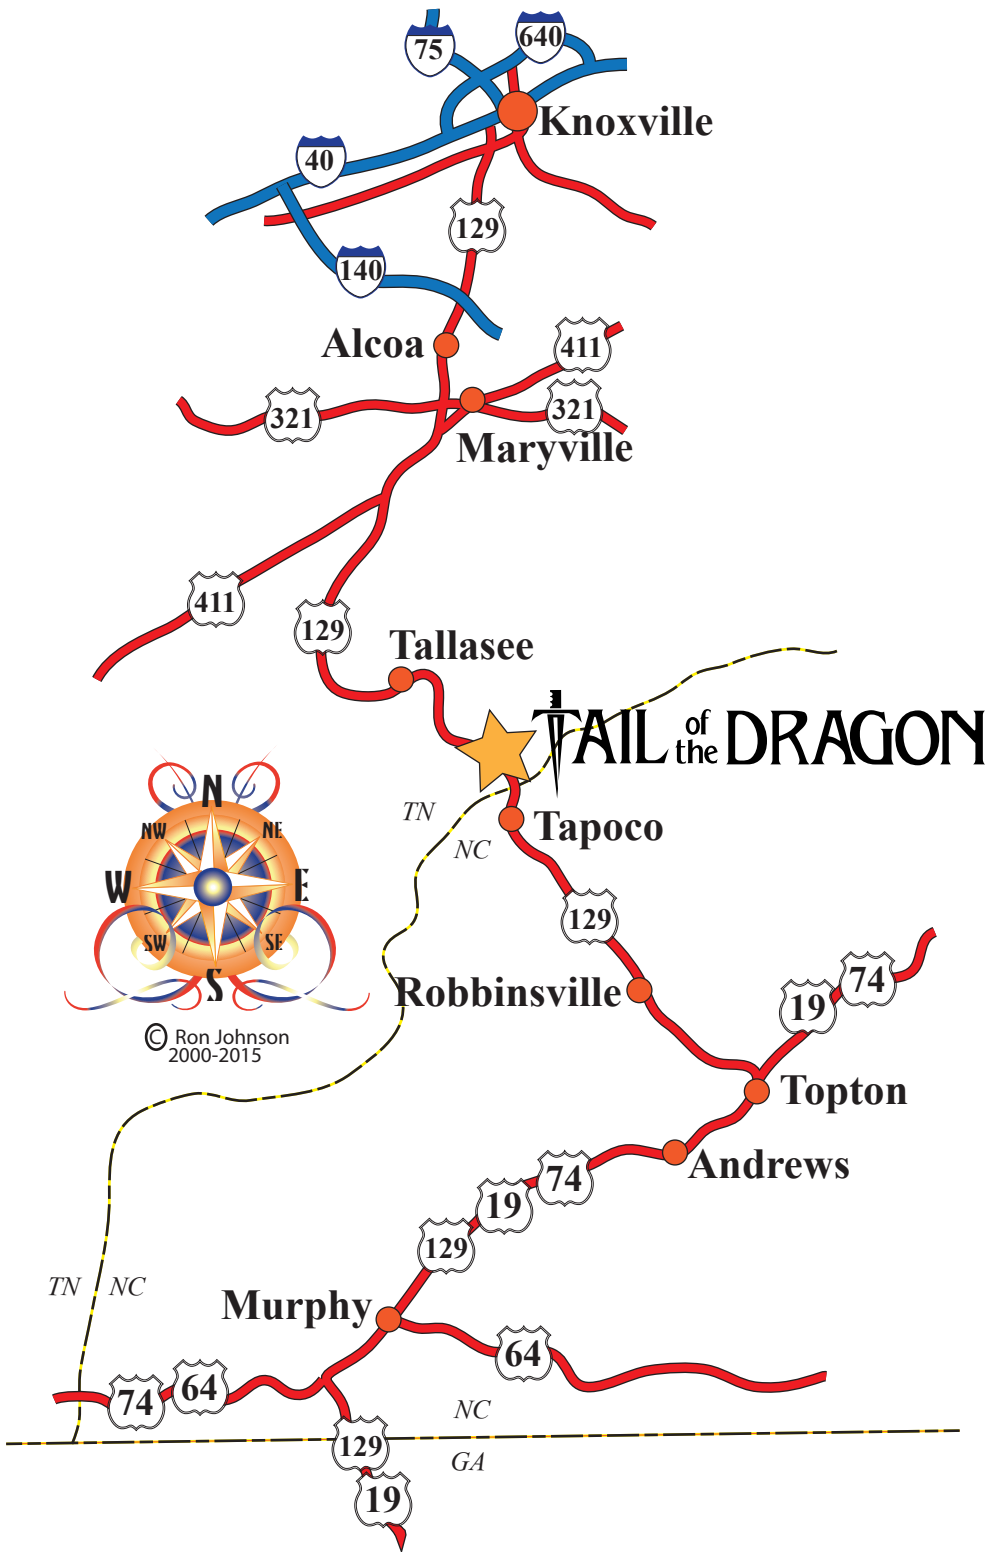 75
640
Knoxville
40
129
140
Alcoa
411
321
321
Maryville
411
129
Tallasee
TAIL of the DRAGON
TN
NC
Tapoco
N
NW
NE
W
E
SW
SE
S
129
Robbinsville
74
19
© Ron Johnson
2000-2015
Topton
Andrews
74
19
129
TN
NC
Murphy
64
64
74
NC
129
GA
19